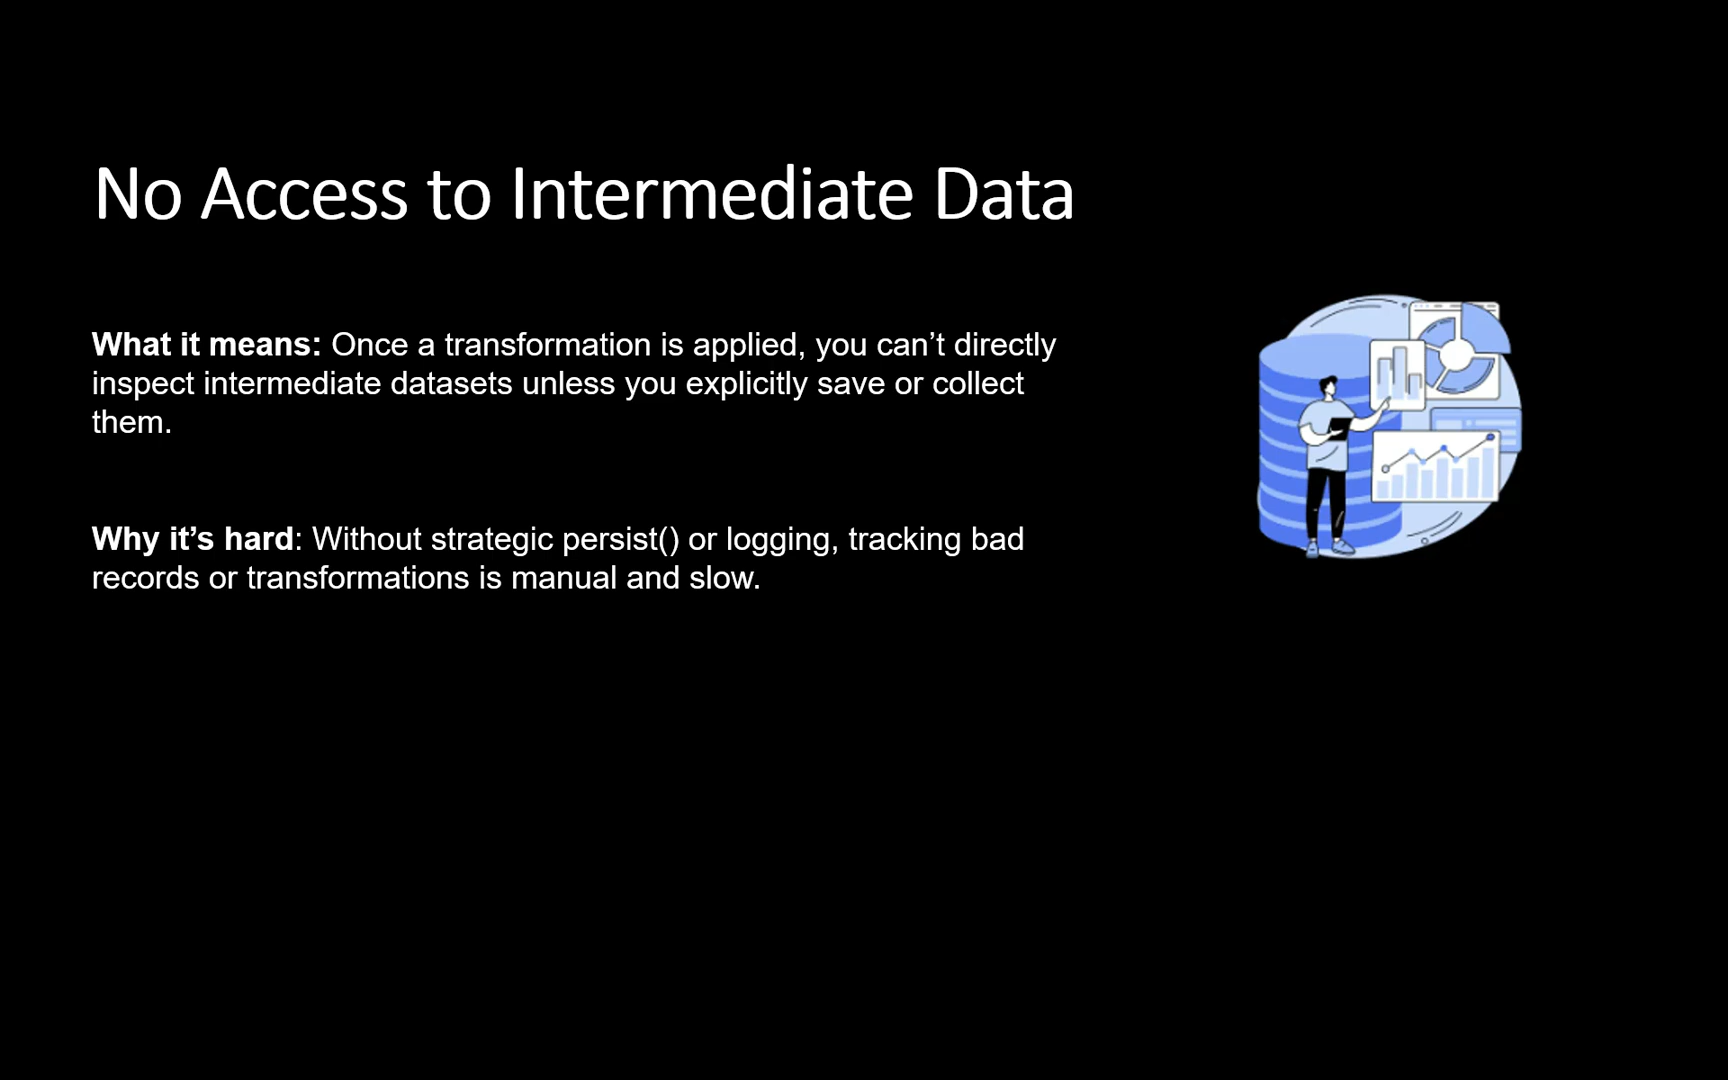 No Access to Intermediate Data
What it means: Once a transformation is applied, you can’t directly
inspect intermediate datasets unless you explicitly save or collect
them.
Why it’s hard: Without strategic persist() or logging, tracking bad
records or transformations is manual and slow.